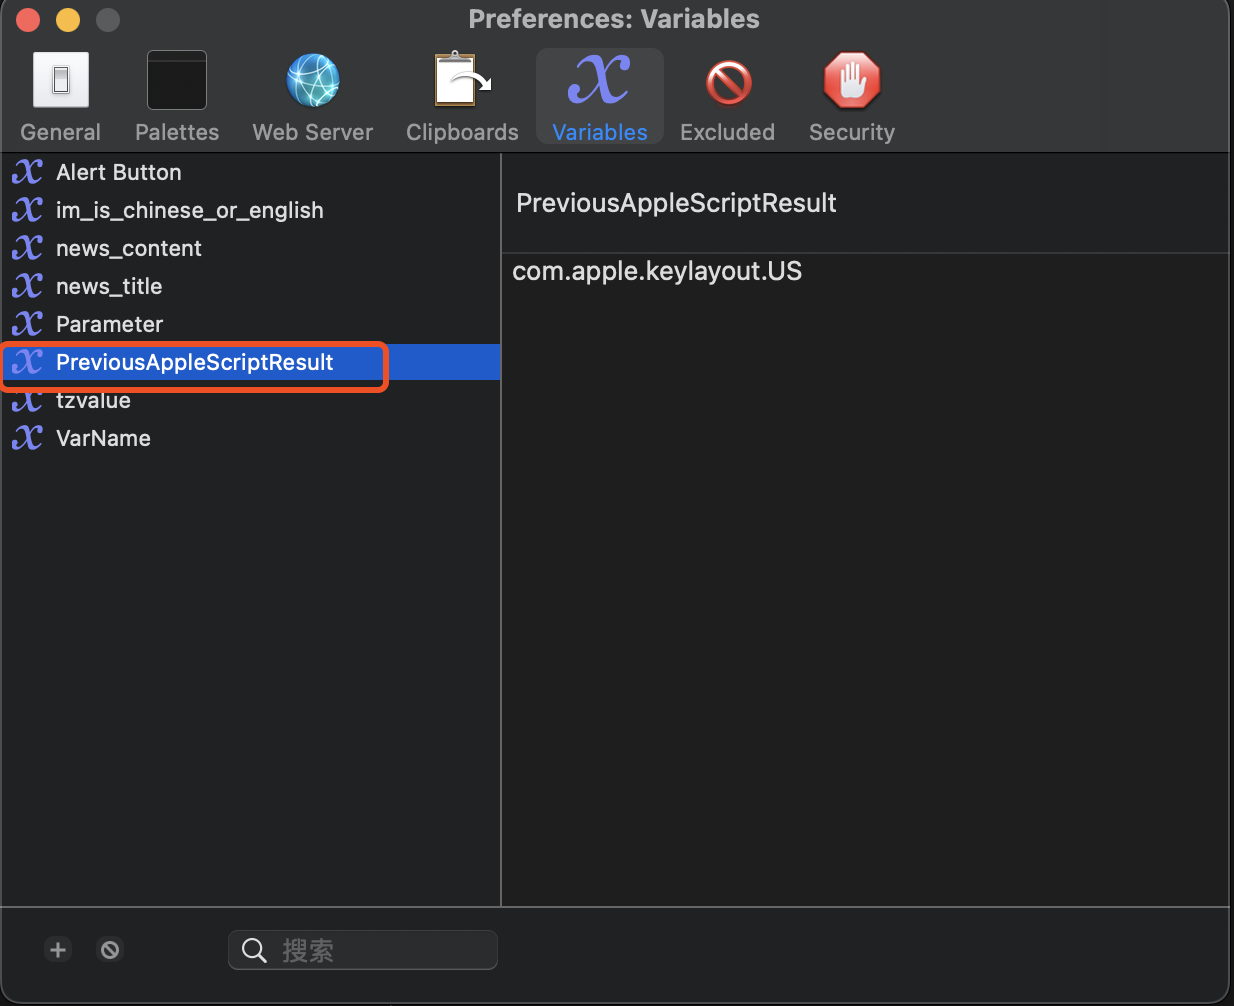 Preferences: Variables
General
Palettes
Web Server
Clipboards
Variables
Excluded
Security
Alert Button
im_is_chinese_or_english
news_content
news_title
Parameter
PreviousAppleScriptResult
tzvalue
VarName
PreviousAppleScriptResult
com.apple.keylayout.US
搜索